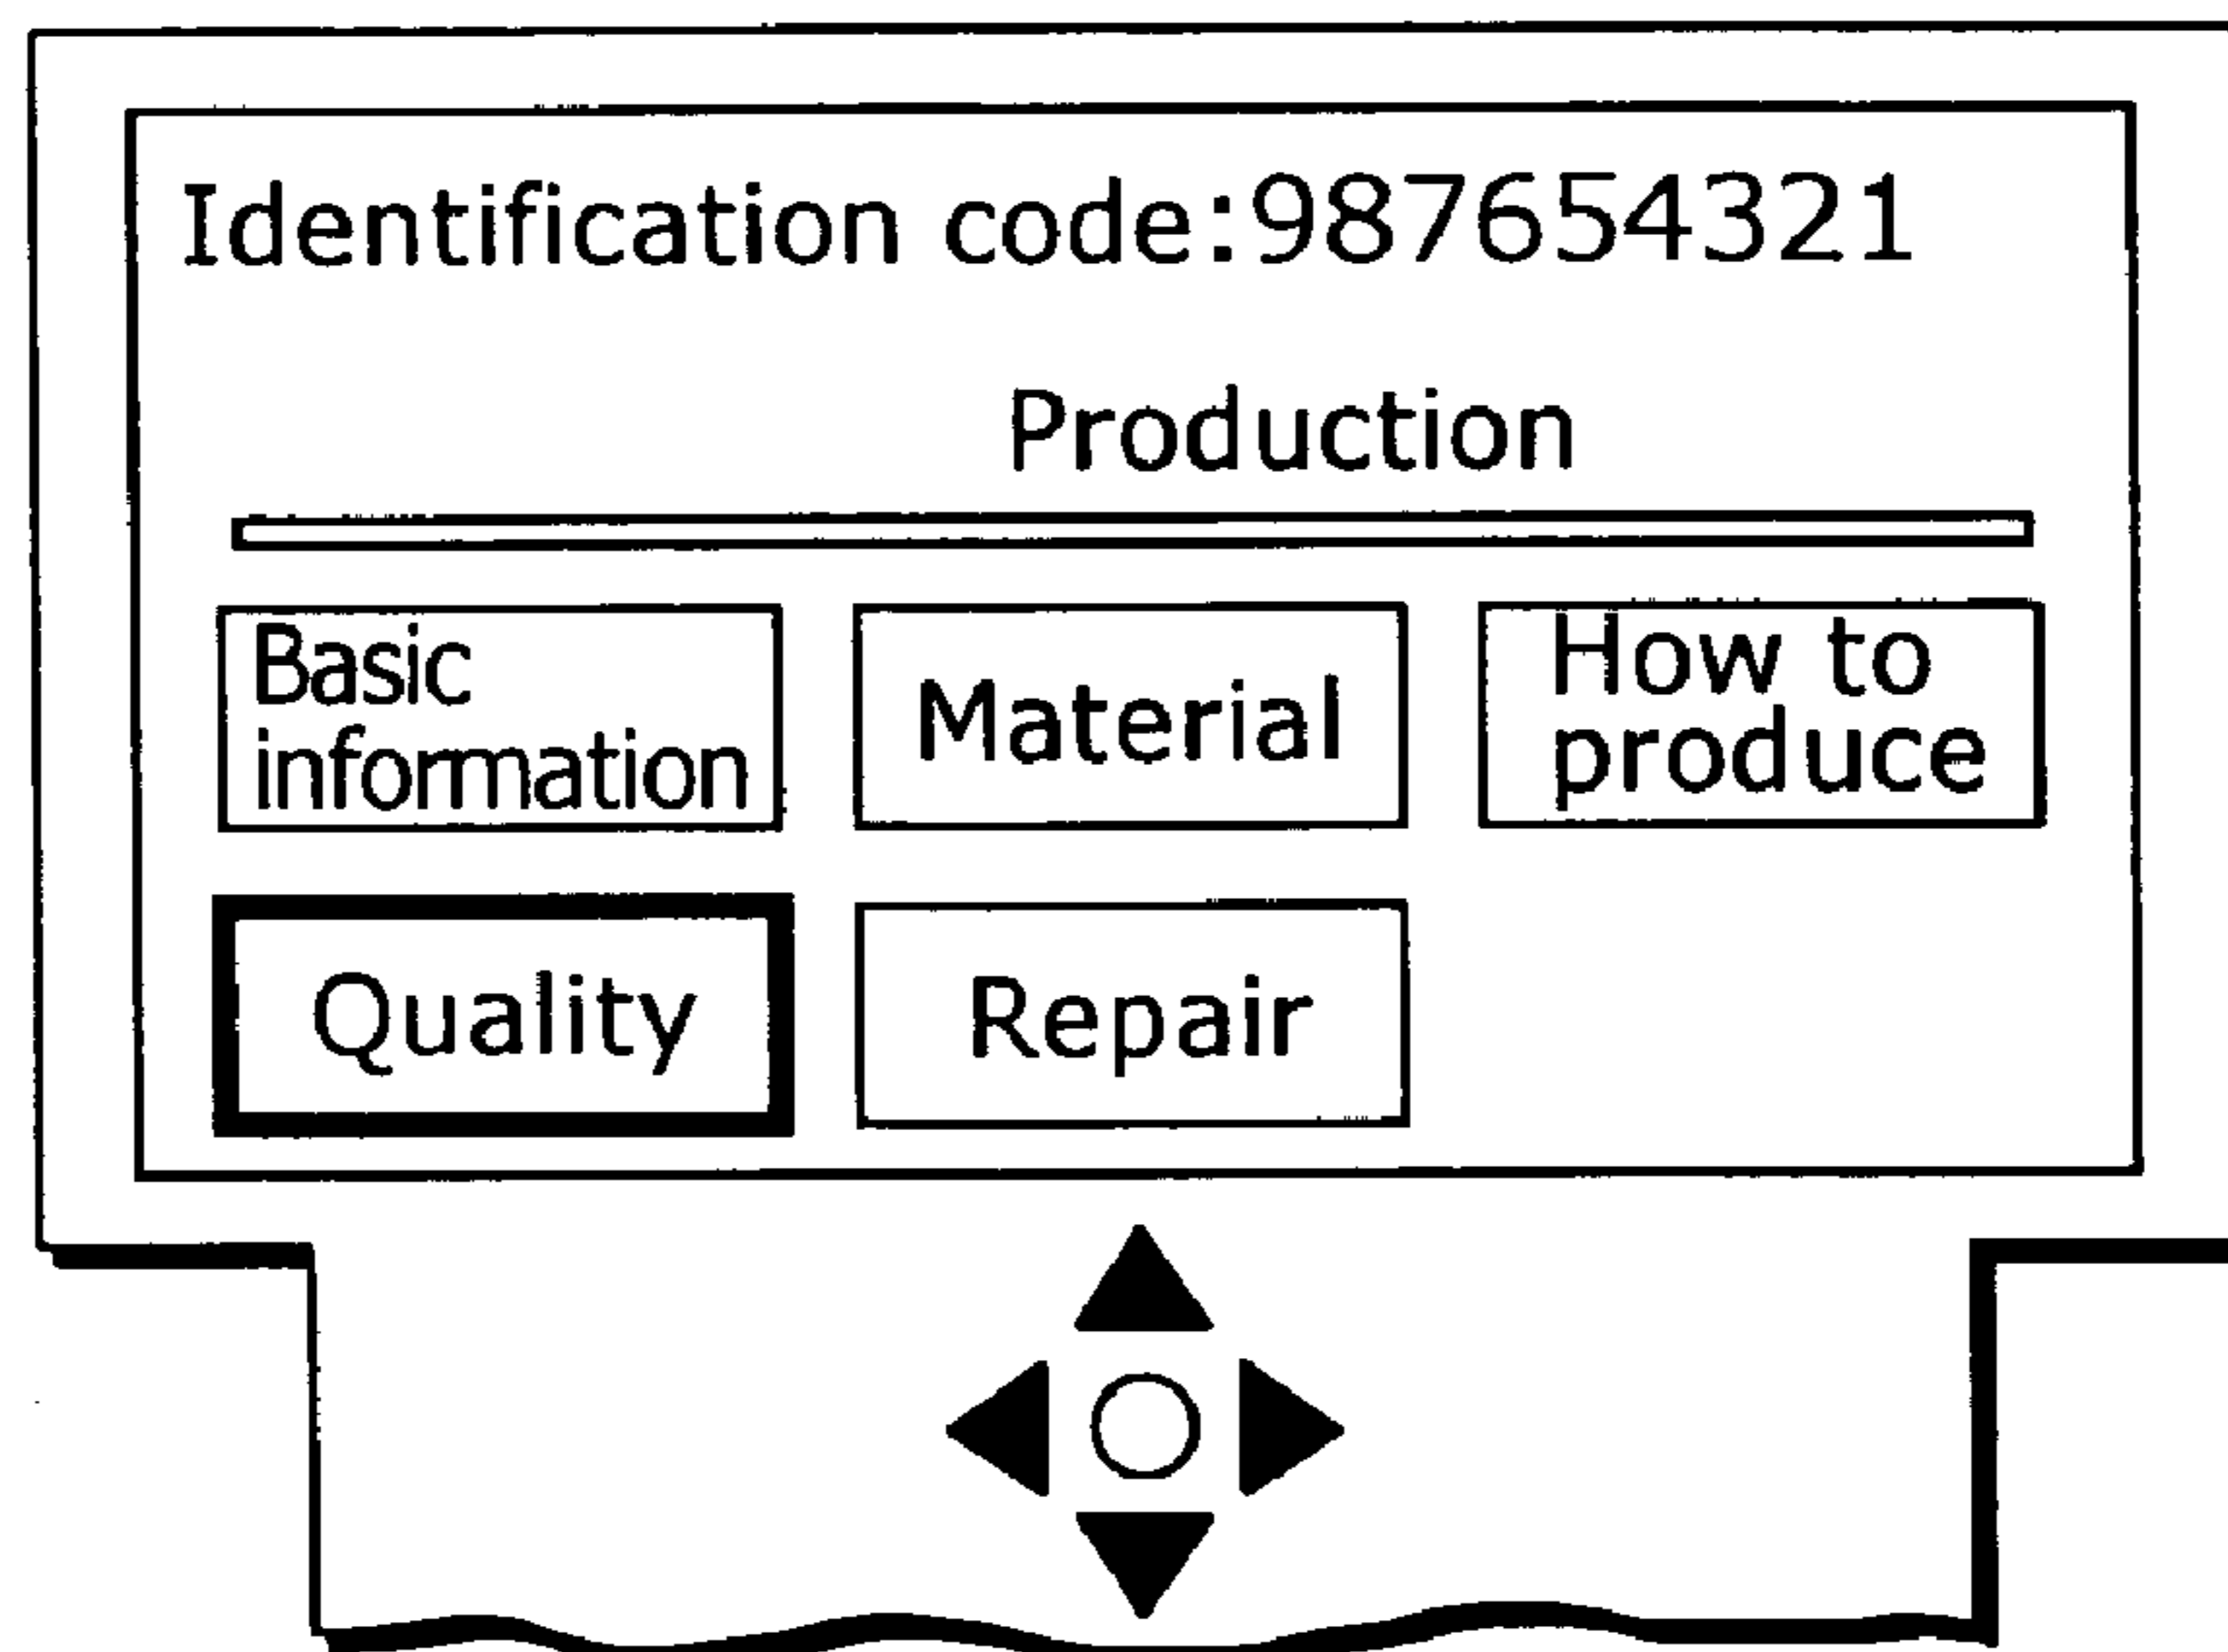 Identification code:987654321
Production
Basic
information
Material
How to
produce
Quality
Repair